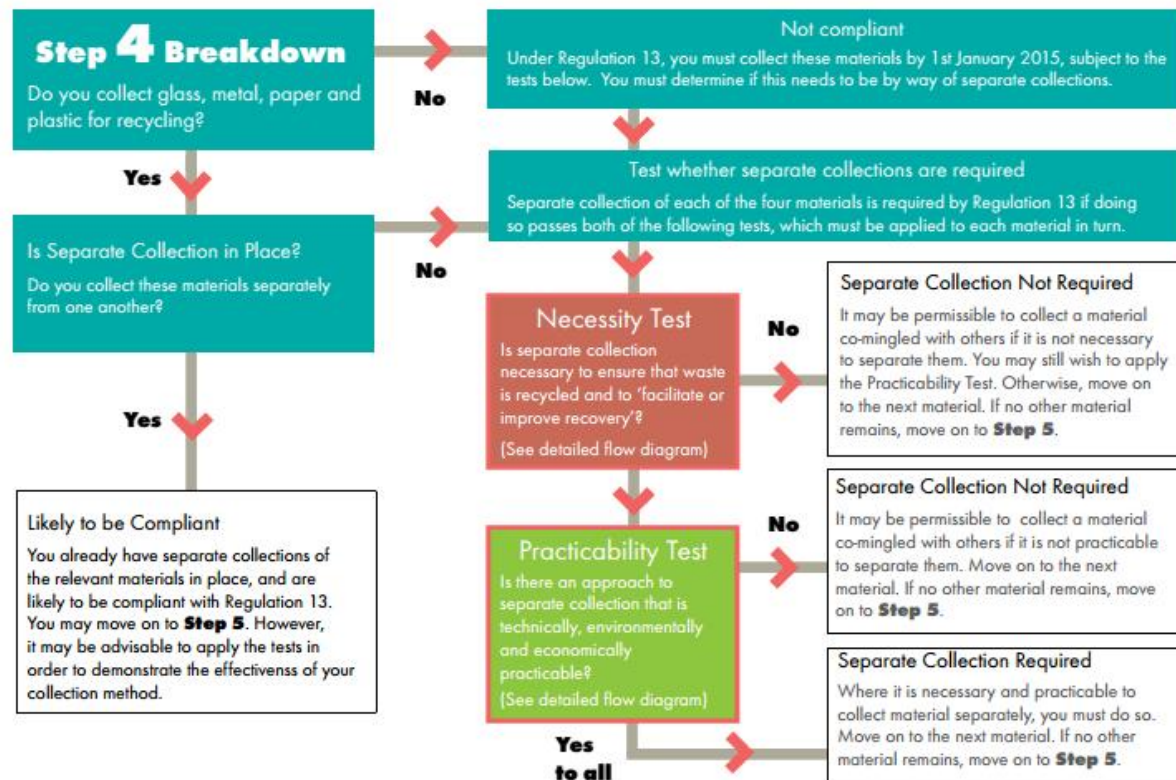 Step 4 Breakdown
Do you collect glass, metal, paper and
plastic for recycling?
No
Not compliant
Under Regulation 13, you must collect these materials by 1st January 2015, subject to the
tests below. You must determine if this needs to be by way of separate collections.
Yes
Test whether separate collections are required
Separate collection of each of the four materials is required by Regulation 13 if doing
so passes both of the following tests, which must be applied to each material in turn.
Is Separate Collection in Place?
Do you collect these materials separately
from one another?
No
Necessity Test
Is separate collection
necessary to ensure that waste
is recycled and to ‘facilitate or
improve recovery’?
(See detailed flow diagram)
No
Separate Collection Not Required
It may be permissible to collect a material
co-mingled with others if it is not necessary
to separate them. You may still wish to apply
the Practicability Test. Otherwise, move on
to the next material. If no other material
remains, move on to Step 5.
Yes
Likely to be Compliant
You already have separate collections of
the relevant materials in place, and are
likely to be compliant with Regulation 13.
You may move on to Step 5. However,
it may be advisable to apply the tests in
order to demonstrate the effectivenss of your
collection method.
Practicability Test
Is there an approach to
separate collection that is
technically, environmentally
and economically
practicable?
(See detailed flow diagram)
No
Separate Collection Not Required
It may be permissible to collect a material
co-mingled with others if it is not practicable
to separate them. Move on to the next
material. If no other material remains, move
on to Step 5.
Yes
to all
Separate Collection Required
Where it is necessary and practicable to
collect material separately, you must do so.
Move on to the next material. If no other
material remains, move on to Step 5.